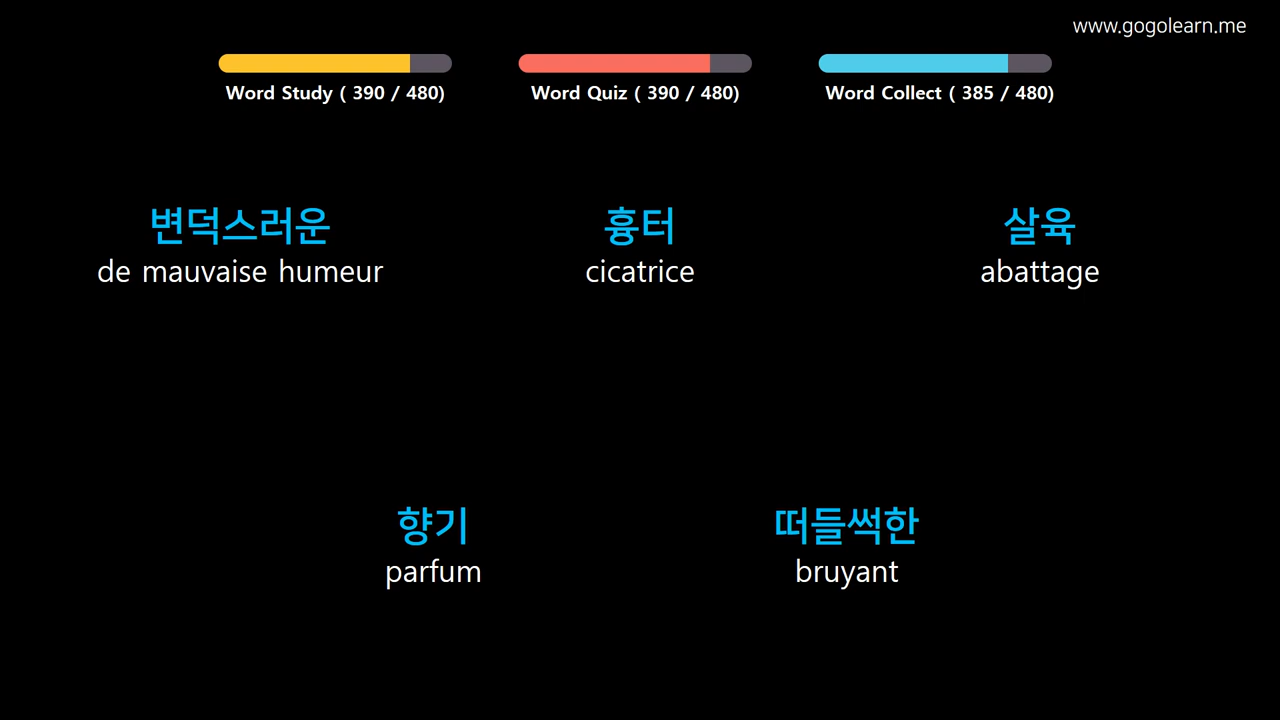 www.gogolearn.me
Word Study ( 390 / 480)
Word Quiz ( 390 / 480)
Word Collect ( 385 / 480)
변덕스러운
de mauvaise humeur
흉터
cicatrice
살육
abattage
향기
parfum
떠들썩한
bruyant